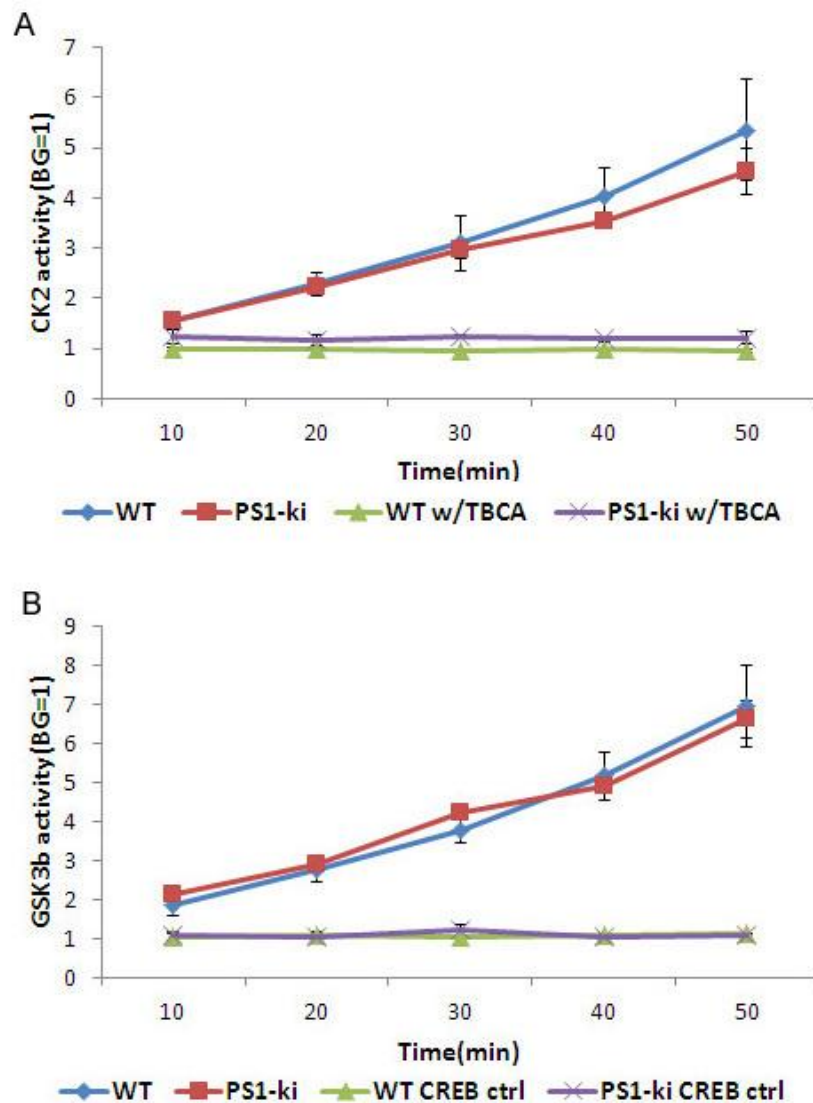 A
CK2 activity(BG=1)
7
6
5
4
3
2
1
0
10 20 30 40 50
Time(min)
WT PS1-ki WT w/TBCA PS1-ki w/TBCA
B
GSK3b activity(BG=1)
9
8
7
6
5
4
3
2
1
0
10 20 30 40 50
Time(min)
WT PS1-ki WT CREB ctrl PS1-ki CREB ctrl